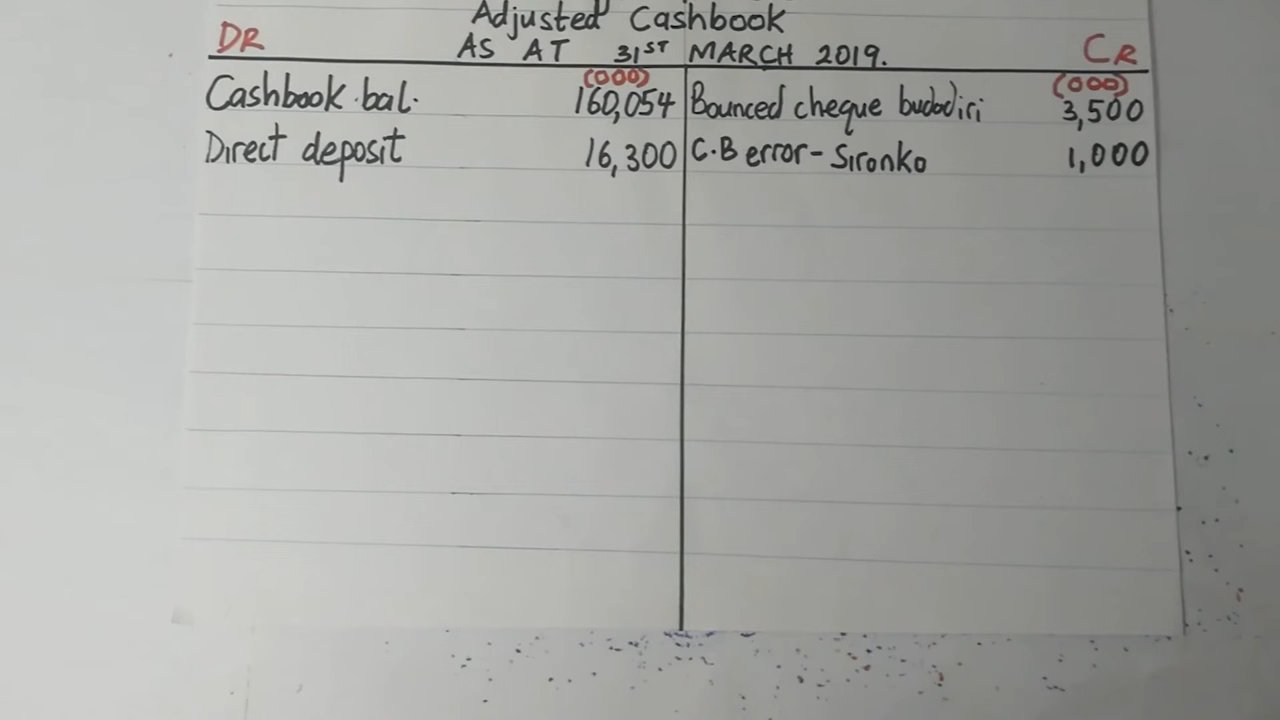 Adjusted Cashbook
DR AS AT 31ST MARCH 2019. CR
(000) (000)
Cashbook bal. 160,054 Bounced cheque budadiri 3,500
Direct deposit 16,300 C.B error - Sironko 1,000